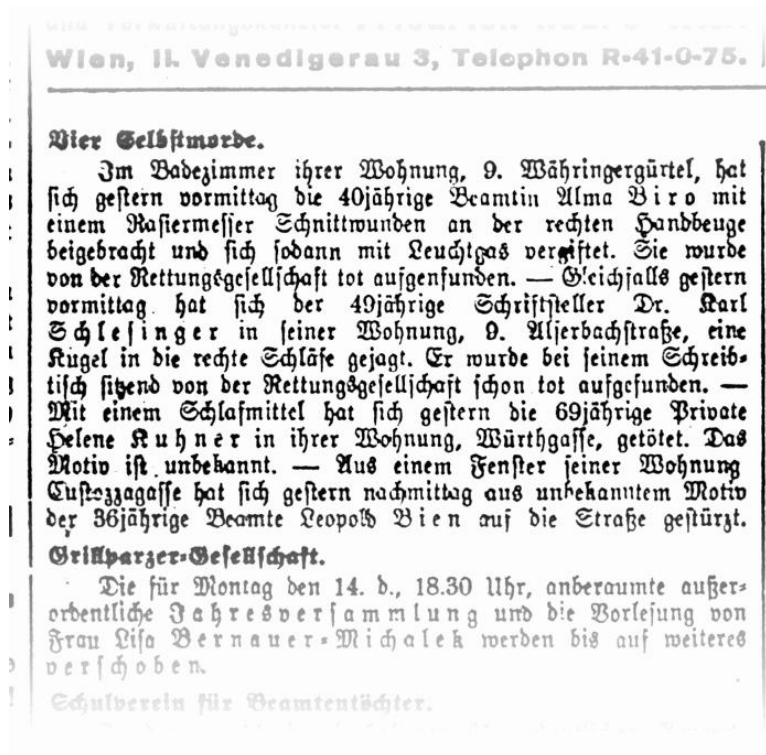 Wien, II. Venedigerau 3, Telephon R-41-0-75.
Vier Selbstmorde.
Im Badezimmer ihrer Wohnung, 9. Währingergürtel, hat
sich gestern vormittag die 40jährige Beamtin Alma Biro mit
einem Rasiermesser Schnittwunden an der rechten Handbeuge
beigebracht und sich sodann mit Leuchtgas vergiftet. Sie wurde
von der Rettungsgesellschaft tot aufgenfunden. — Gleichfalls gestern
vormittag hat sich der 49jährige Schriftsteller Dr. Karl
Schlesinger in seiner Wohnung, 9. Alserbachstraße, eine
Kugel in die rechte Schläfe gejagt. Er wurde bei seinem Schreib-
tisch sitzend von der Rettungsgesellschaft schon tot aufgefunden. —
Mit einem Schlafmittel hat sich gestern die 69jährige Private
Helene Kuhner in ihrer Wohnung, Würthgasse, getötet. Das
Motiv ist unbekannt. — Aus einem Fenster seiner Wohnung
Custozzagasse hat sich gestern nachmittag aus unbekanntem Motiv
der 36jährige Beamte Leopold Bien auf die Straße gestürzt.
Grillparzer-Gesellschaft.
Die für Montag den 14. d., 18.30 Uhr, anberaumte außer-
ordentliche Jahresversammlung und die Vorlesung von
Frau Lisa Bernauer-Michalek werden bis auf weiteres
verschoben.
Schulverein für Beamtentöchter.